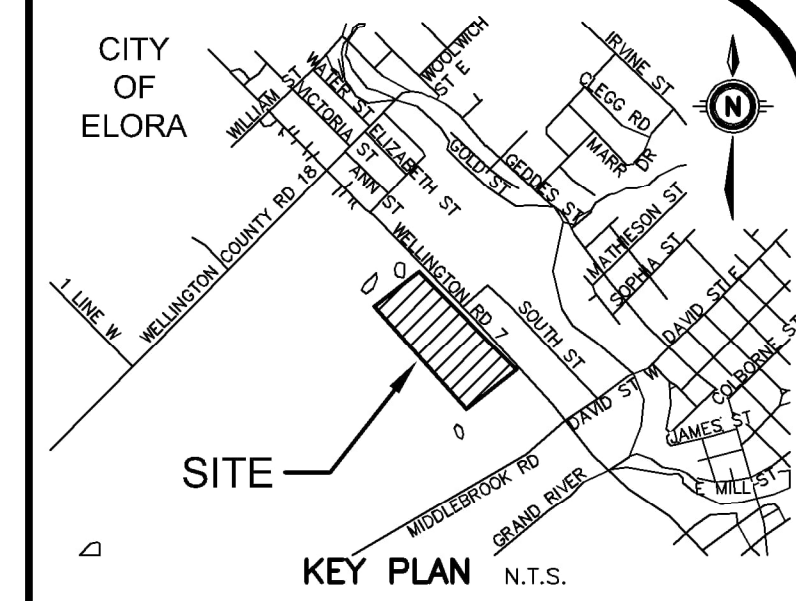 CITY
OF
ELORA
WILLIAM ST
WATER ST
VICTORIA ST
ELIZABETH ST
ANN ST
WOOLWICH
ST E
GOLD ST
GEDDES ST
IRVINE ST
CLEGG RD
MARR DR
N
MATHIESON ST
SOPHIA ST
DAVID ST E
COLBORNE ST
1 LINE W
WELLINGTON COUNTY RD 18
WELLINGTON RD 7
SOUTH ST
DAVID ST W
JAMES ST
E MILL ST
SITE
MIDDLEBROOK RD
GRAND RIVER
KEY PLAN N.T.S.